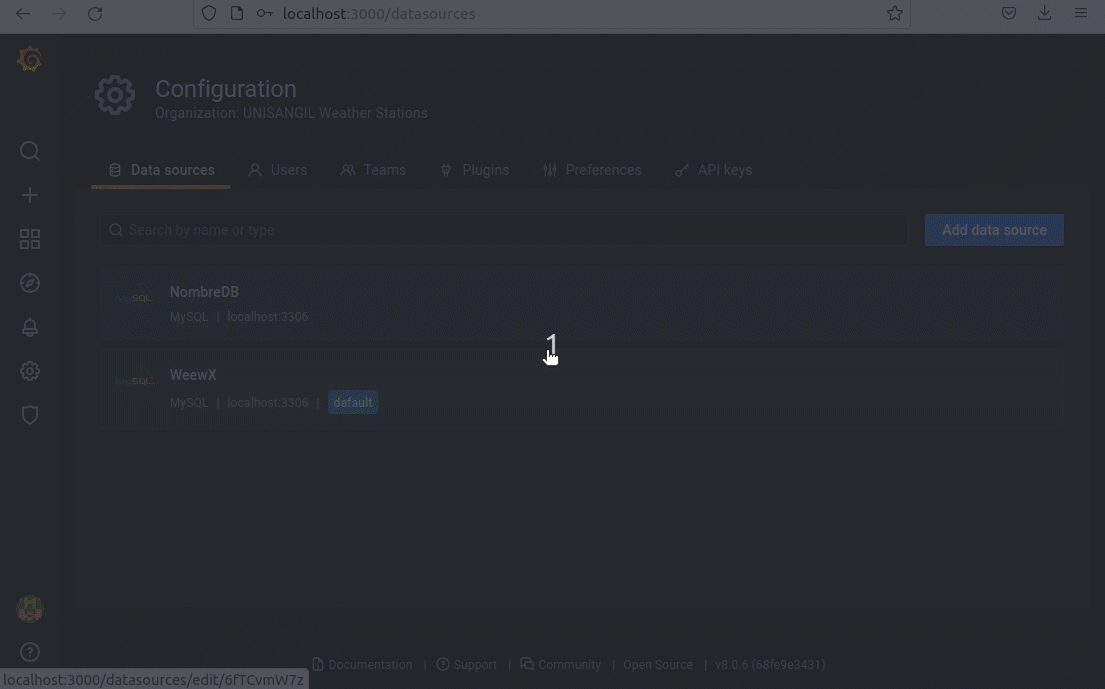 localhost:3000/datasources
Configuration
Organization: UNISANGIL Weather Stations
Data sources Users Teams Plugins Preferences API keys
Search by name or type Add data source
NombreDB
MySQL | localhost:3306
1
WeewX
MySQL | localhost:3306 | default
Documentation | Support | Community | Open Source | v8.0.6 (68fe9e3431)
localhost:3000/datasources/edit/6fTCvmW7z